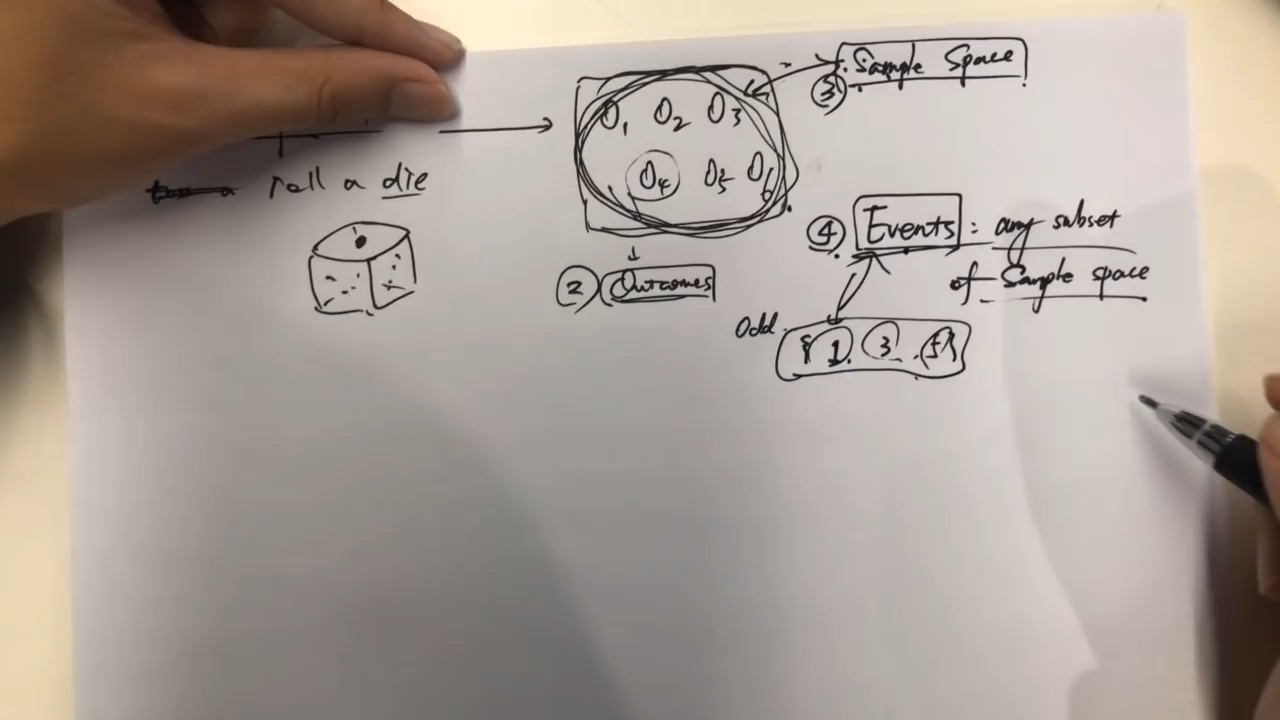 roll a die
O1 O2 O3
O4 O5 O6
③ Sample Space
② Outcomes
④ Events : any subset
of Sample space
Odd.
{ 1, 3, 5 }